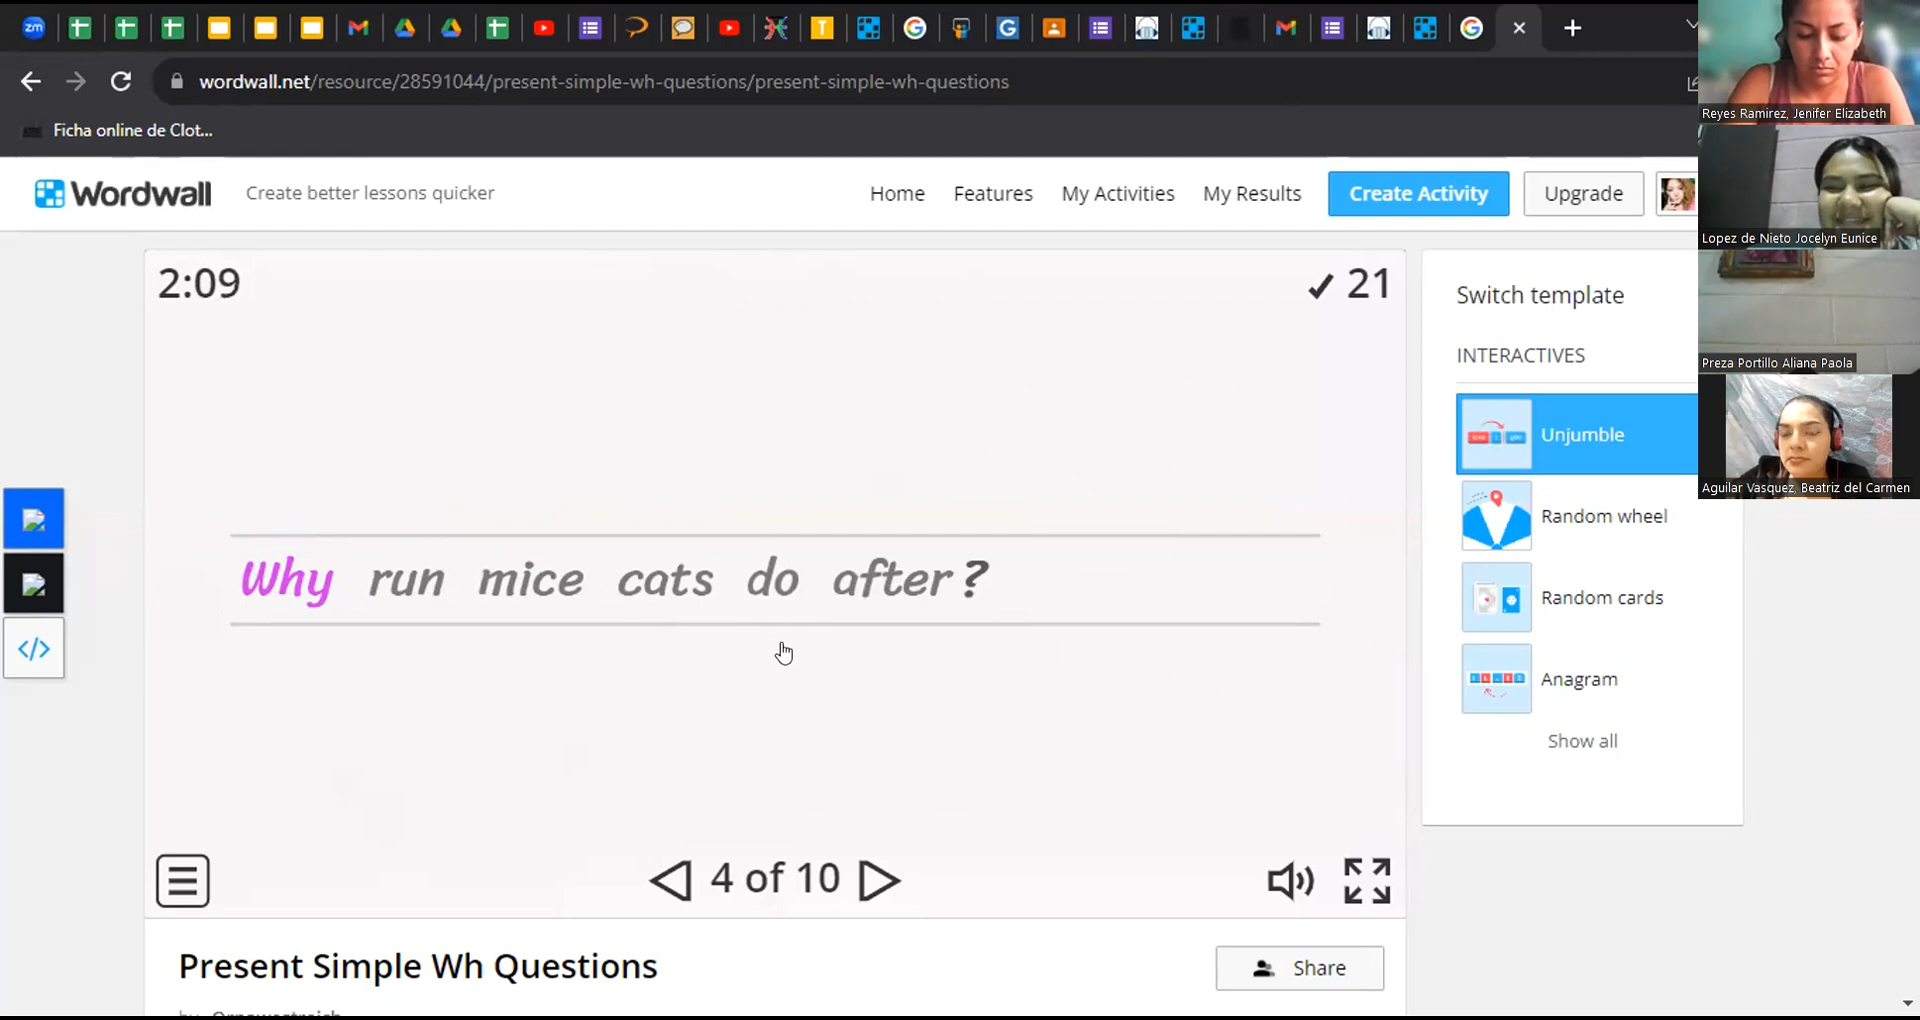 wordwall.net/resource/28591044/present-simple-wh-questions/present-simple-wh-questions
Ficha online de Clot...
Wordwall
Create better lessons quicker
Home
Features
My Activities
My Results
Create Activity
Upgrade
Reyes Ramirez, Jenifer Elizabeth
Lopez de Nieto Jocelyn Eunice
Preza Portillo Aliana Paola
Aguilar Vasquez, Beatriz del Carmen
2:09
✓ 21
Switch template
INTERACTIVES
Unjumble
Random wheel
Random cards
Anagram
Show all
Why run mice cats do after?
</>
4 of 10
Present Simple Wh Questions
Share